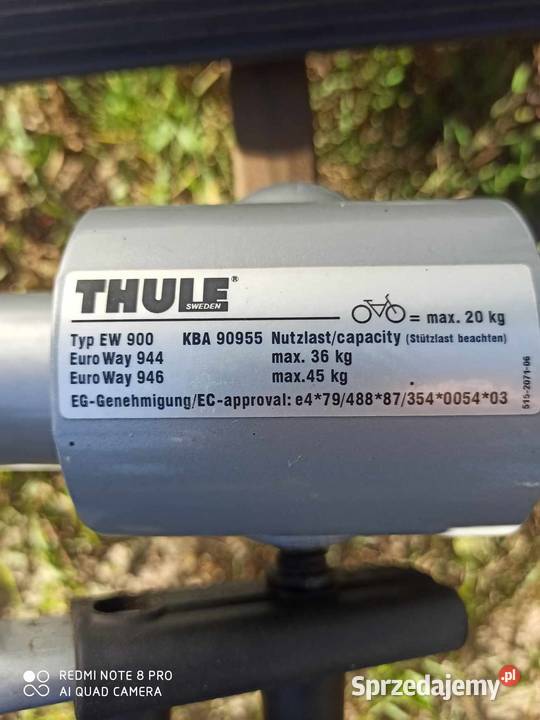 THULE®
SWEDEN
= max. 20 kg
Typ EW 900 KBA 90955 Nutzlast/capacity (Stützlast beachten)
Euro Way 944 max. 36 kg
Euro Way 946 max.45 kg
EG-Genehmigung/EC-approval: e4*79/488*87/354*0054*03
515-2071-06
REDMI NOTE 8 PRO
AI QUAD CAMERA
Sprzedajemy.pl